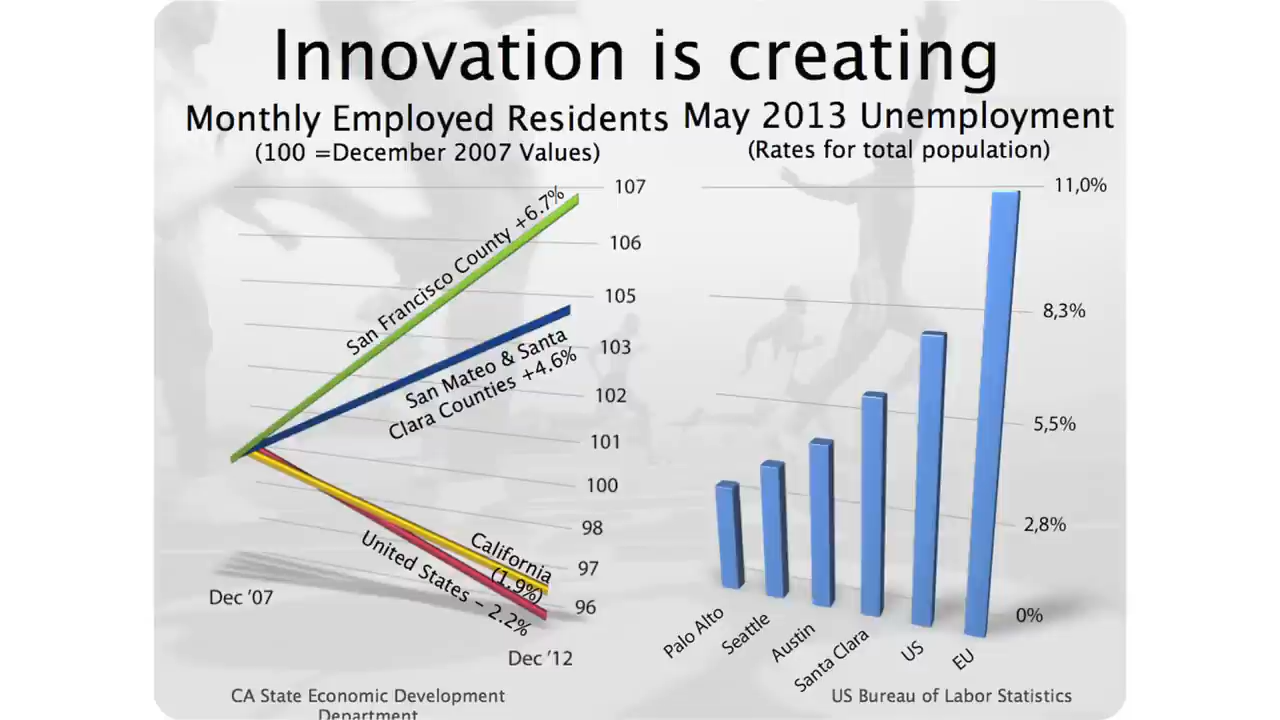 Innovation is creating
Monthly Employed Residents
(100 =December 2007 Values)
107
106
105
103
102
101
100
98
97
96
San Francisco County +6.7%
San Mateo & Santa
Clara Counties +4.6%
California
(1.9%)
United States - 2.2%
Dec '07
Dec '12
CA State Economic Development
Department
May 2013 Unemployment
(Rates for total population)
11,0%
8,3%
5,5%
2,8%
0%
Palo Alto
Seattle
Austin
Santa Clara
US
EU
US Bureau of Labor Statistics